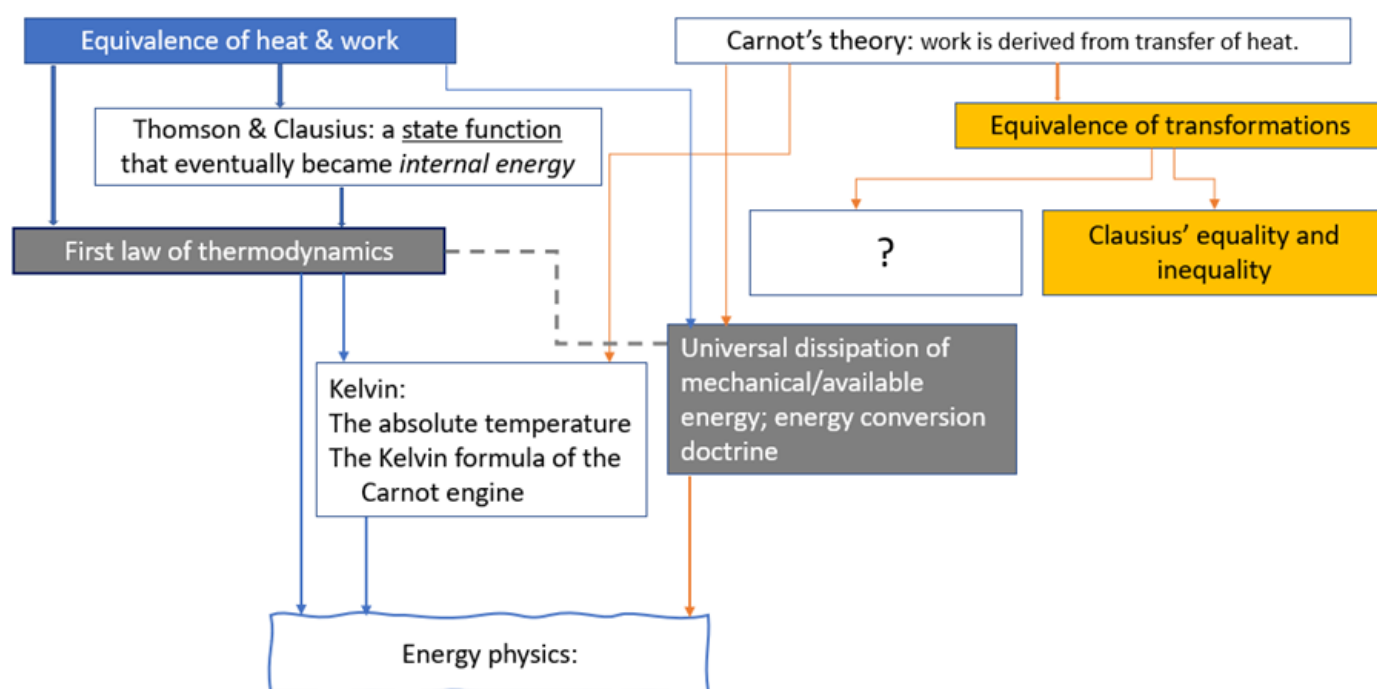 Equivalence of heat & work
Carnot's theory: work is derived from transfer of heat.
Thomson & Clausius: a state function
that eventually became internal energy
Equivalence of transformations
First law of thermodynamics
?
Clausius' equality and
inequality
Kelvin:
The absolute temperature
The Kelvin formula of the
Carnot engine
Universal dissipation of
mechanical/available
energy; energy conversion
doctrine
Energy physics: